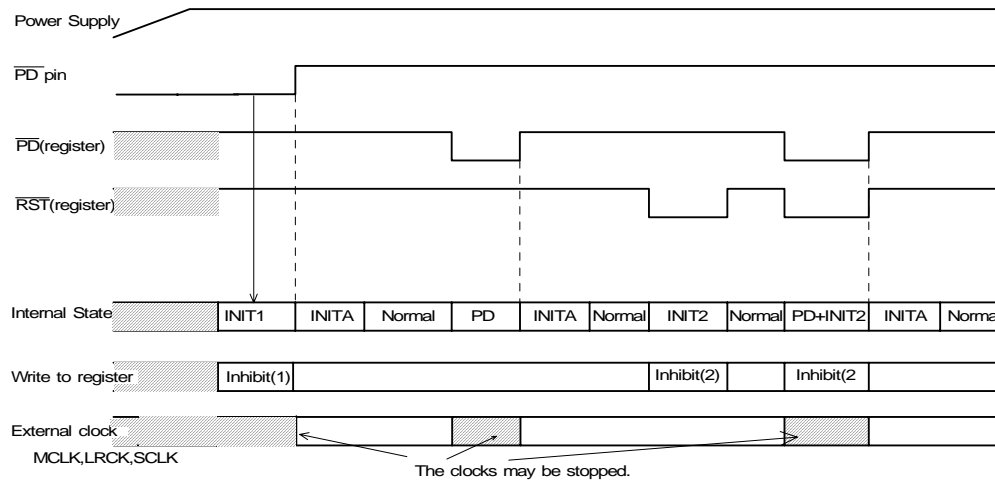 Power Supply
PD pin
PD(register)
RST(register)
Internal State INIT1 INITA Normal PD INITA Normal INIT2 Normal PD+INIT2 INITA Norma
Write to register Inhibit(1) Inhibit(2) Inhibit(2
External clock
MCLK,LRCK,SCLK
The clocks may be stopped.